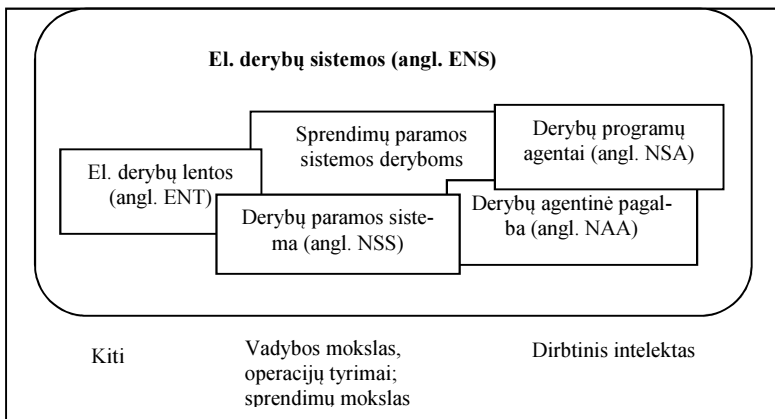 El. derybų sistemos (angl. ENS)
Sprendimų paramos
sistemos deryboms
Derybų programų
agentai (angl. NSA)
El. derybų lentos
(angl. ENT)
Derybų paramos siste-
ma (angl. NSS)
Derybų agentinė pagal-
ba (angl. NAA)
Kiti
Vadybos mokslas,
operacijų tyrimai;
sprendimų mokslas
Dirbtinis intelektas